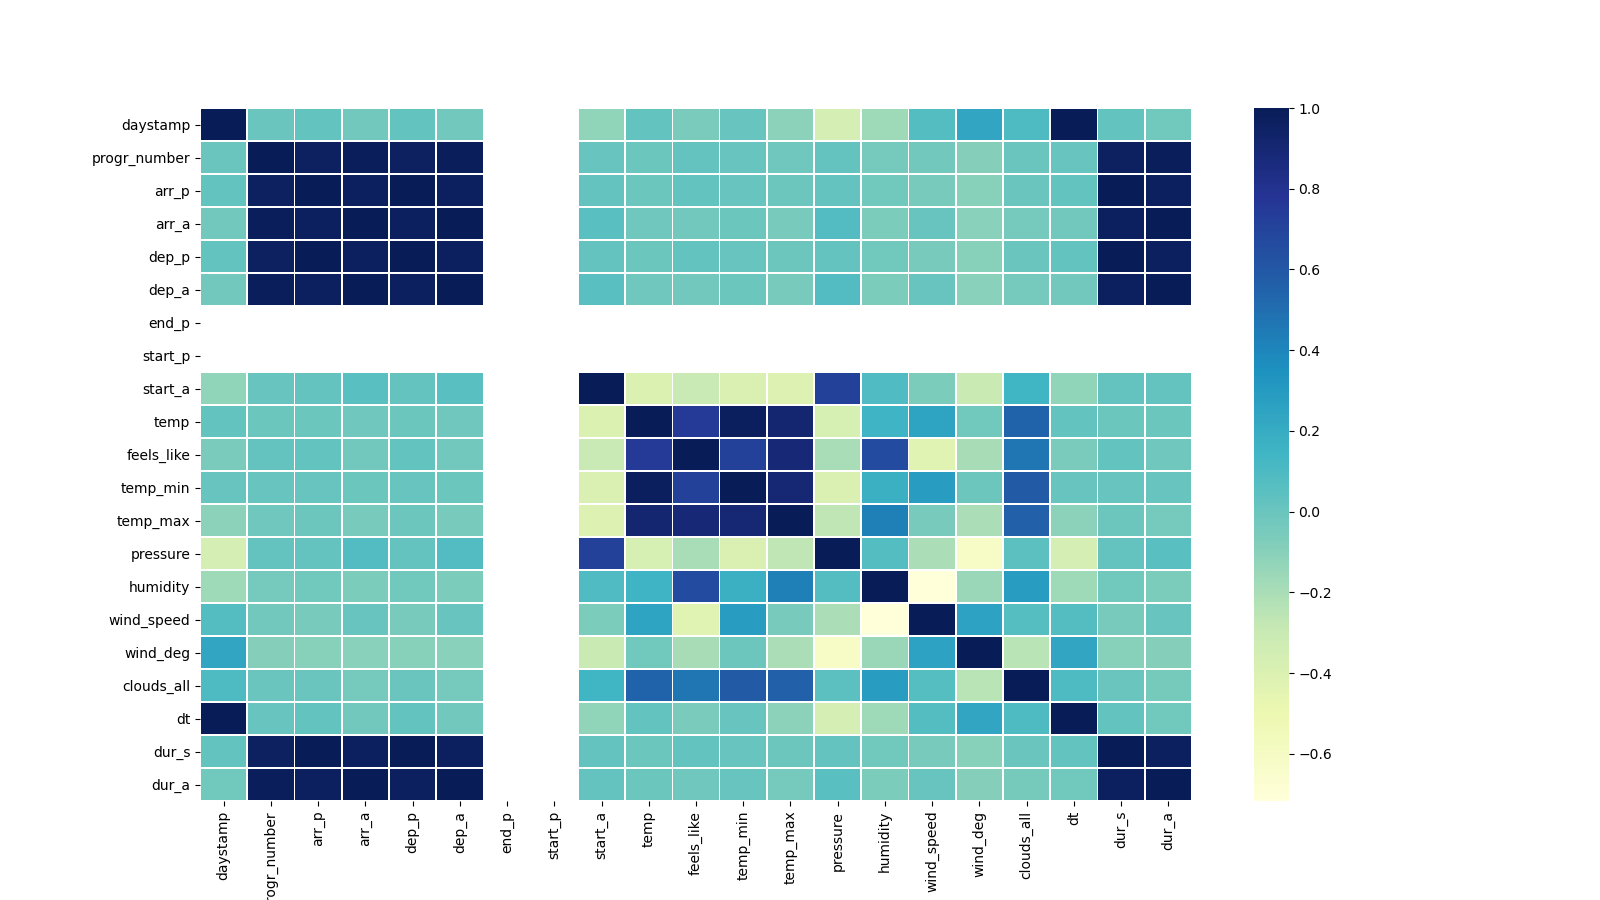 daystamp
progr_number
arr_p
arr_a
dep_p
dep_a
end_p
start_p
start_a
temp
feels_like
temp_min
temp_max
pressure
humidity
wind_speed
wind_deg
clouds_all
dt
dur_s
dur_a
daystamp
rogr_number
arr_p
arr_a
dep_p
dep_a
end_p
start_p
start_a
temp
feels_like
temp_min
temp_max
pressure
humidity
wind_speed
wind_deg
clouds_all
dt
dur_s
dur_a
1.0
0.8
0.6
0.4
0.2
0.0
−0.2
−0.4
−0.6